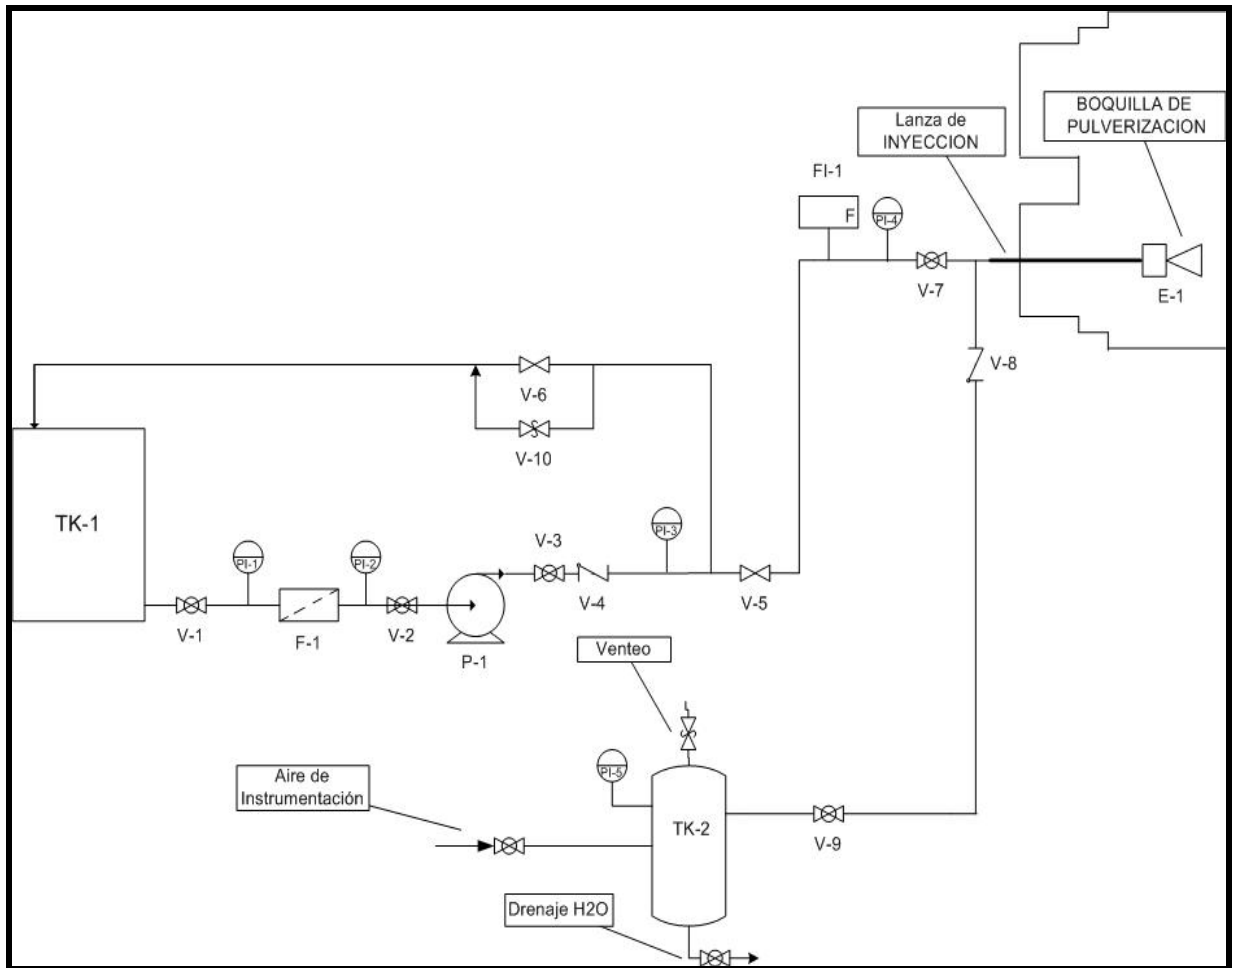 BOQUILLA DE
PULVERIZACION
Lanza de
INYECCION
FI-1
F
PI-4
V-7
E-1
V-8
V-6
V-10
TK-1
PI-1
PI-2
PI-3
V-3
V-1
F-1
V-2
P-1
V-4
V-5
Venteo
PI-5
Aire de
Instrumentación
TK-2
V-9
Drenaje H2O